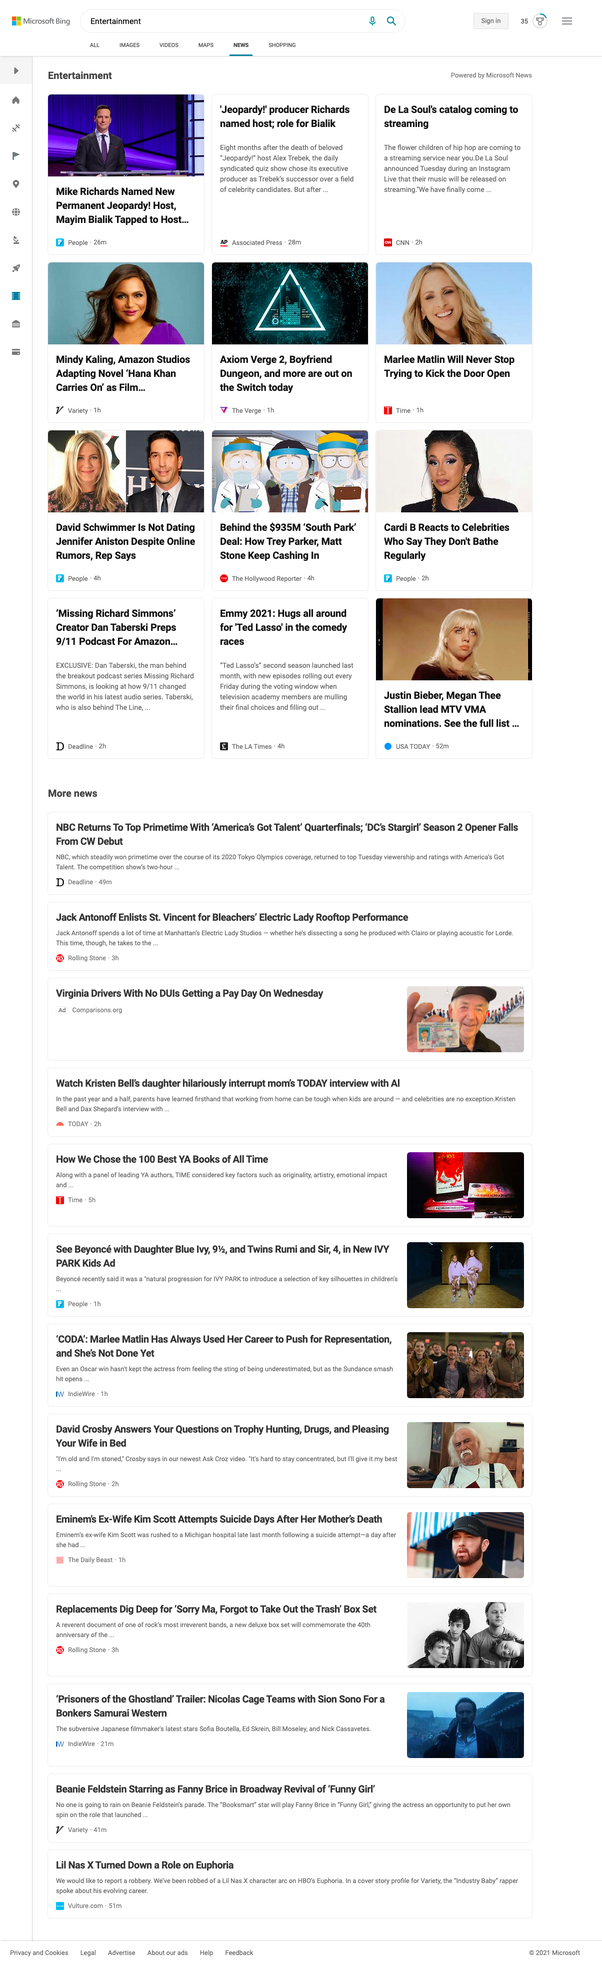 Microsoft Bing
Entertainment
Sign in
35
ALL IMAGES VIDEOS MAPS NEWS SHOPPING
Entertainment
Powered by Microsoft News
Mike Richards Named New
Permanent Jeopardy! Host,
Mayim Bialik Tapped to Host...
People · 26m
'Jeopardy!' producer Richards
named host; role for Bialik
Eight months after the death of beloved
"Jeopardy!" host Alex Trebek, the daily
syndicated quiz show chose its executive
producer as Trebek's successor over a field
of celebrity candidates. But after ...
AP Associated Press · 28m
De La Soul's catalog coming to
streaming
The flower children of hip hop are coming to
a streaming service near you.De La Soul
announced Tuesday during an Instagram
Live that their music will be released on
streaming."We have finally come ...
CNN · 2h
Mindy Kaling, Amazon Studios
Adapting Novel 'Hana Khan
Carries On' as Film...
Variety · 1h
Axiom Verge 2, Boyfriend
Dungeon, and more are out on
the Switch today
The Verge · 1h
Marlee Matlin Will Never Stop
Trying to Kick the Door Open
Time · 1h
David Schwimmer Is Not Dating
Jennifer Aniston Despite Online
Rumors, Rep Says
People · 4h
Behind the $935M 'South Park'
Deal: How Trey Parker, Matt
Stone Keep Cashing In
The Hollywood Reporter · 4h
Cardi B Reacts to Celebrities
Who Say They Don't Bathe
Regularly
People · 2h
'Missing Richard Simmons'
Creator Dan Taberski Preps
9/11 Podcast For Amazon...
EXCLUSIVE: Dan Taberski, the man behind
the breakout podcast series Missing Richard
Simmons, is looking at how 9/11 changed
the world in his latest audio series. Taberski,
who is also behind The Line, ...
Deadline · 2h
Emmy 2021: Hugs all around
for 'Ted Lasso' in the comedy
races
"Ted Lasso's" second season launched last
month, with new episodes rolling out every
Friday during the voting window when
television academy members are mulling
their final choices and filling out ...
The LA Times · 4h
Justin Bieber, Megan Thee
Stallion lead MTV VMA
nominations. See the full list ...
USA TODAY · 52m
More news
NBC Returns To Top Primetime With 'America's Got Talent' Quarterfinals; 'DC's Stargirl' Season 2 Opener Falls
From CW Debut
NBC, which steadily won primetime over the course of its 2020 Tokyo Olympics coverage, returned to top Tuesday viewership and ratings with America's Got
Talent. The competition show's two-hour ...
Deadline · 49m
Jack Antonoff Enlists St. Vincent for Bleachers' Electric Lady Rooftop Performance
Jack Antonoff spends a lot of time at Manhattan's Electric Lady Studios — whether he's dissecting a song he produced with Clairo or playing acoustic for Lorde.
This time, though, he takes to the ...
Rolling Stone · 3h
Virginia Drivers With No DUIs Getting a Pay Day On Wednesday
Ad Comparisons.org
Watch Kristen Bell's daughter hilariously interrupt mom's TODAY interview with Al
In the past year and a half, parents have learned firsthand that working from home can be tough when kids are around — and celebrities are no exception.Kristen
Bell and Dax Shepard's interview with ...
TODAY · 2h
How We Chose the 100 Best YA Books of All Time
Along with a panel of leading YA authors, TIME considered key factors such as originality, artistry, emotional impact
and ...
Time · 5h
See Beyoncé with Daughter Blue Ivy, 9½, and Twins Rumi and Sir, 4, in New IVY
PARK Kids Ad
Beyoncé recently said it was a "natural progression for IVY PARK to introduce a selection of key silhouettes in children's
...
People · 1h
'CODA': Marlee Matlin Has Always Used Her Career to Push for Representation,
and She's Not Done Yet
Even an Oscar win hasn't kept the actress from feeling the sting of being underestimated, but as the Sundance smash
hit opens ...
IW IndieWire · 1h
David Crosby Answers Your Questions on Trophy Hunting, Drugs, and Pleasing
Your Wife in Bed
"I'm old and I'm stoned," Crosby says in our newest Ask Croz video. "It's hard to stay concentrated, but I'll give it my best
...
Rolling Stone · 2h
Eminem's Ex-Wife Kim Scott Attempts Suicide Days After Her Mother's Death
Eminem's ex-wife Kim Scott was rushed to a Michigan hospital late last month following a suicide attempt—a day after
she had ...
The Daily Beast · 1h
Replacements Dig Deep for 'Sorry Ma, Forgot to Take Out the Trash' Box Set
A reverent document of one of rock's most irreverent bands, a new deluxe box set will commemorate the 40th
anniversary of the ...
Rolling Stone · 3h
'Prisoners of the Ghostland' Trailer: Nicolas Cage Teams with Sion Sono For a
Bonkers Samurai Western
The subversive Japanese filmmaker's latest stars Sofia Boutella, Ed Skrein, Bill Moseley, and Nick Cassavetes.
IW IndieWire · 21m
Beanie Feldstein Starring as Fanny Brice in Broadway Revival of 'Funny Girl'
No one is going to rain on Beanie Feldstein's parade. The "Booksmart" star will play Fanny Brice in "Funny Girl," giving the actress an opportunity to put her own
spin on the role that launched ...
Variety · 41m
Lil Nas X Turned Down a Role on Euphoria
We would like to report a robbery. We've been robbed of a Lil Nas X character arc on HBO's Euphoria. In a cover story profile for Variety, the "Industry Baby" rapper
spoke about his evolving career.
Vulture.com · 51m
Privacy and Cookies Legal Advertise About our ads Help Feedback
© 2021 Microsoft